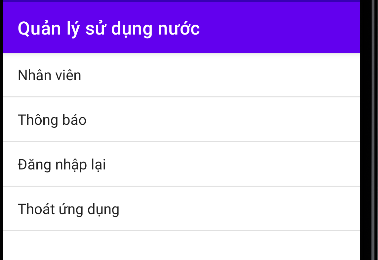 Quản lý sử dụng nước
Nhân viên
Thông báo
Đăng nhập lại
Thoát ứng dụng